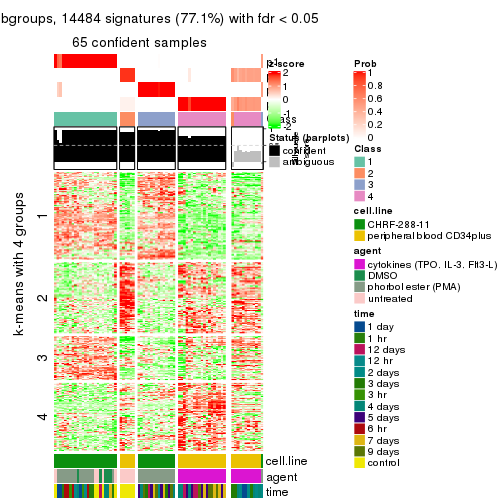 bgroups, 14484 signatures (77.1%) with fdr < 0.05
65 confident samples
k-means with 4 groups
1
2
3
4
cell.line
agent
time
z-score
2
1
0
-1
-2
Status (barplots)
confident
ambiguous
Prob
1
0.8
0.6
0.4
0.2
0
Class
1
2
3
4
cell.line
CHRF-288-11
peripheral blood CD34plus
agent
cytokines (TPO, IL-3, Flt3-L)
DMSO
phorbol ester (PMA)
untreated
time
1 day
1 hr
12 days
12 hr
2 days
3 days
3 hr
4 days
5 days
6 hr
7 days
9 days
control